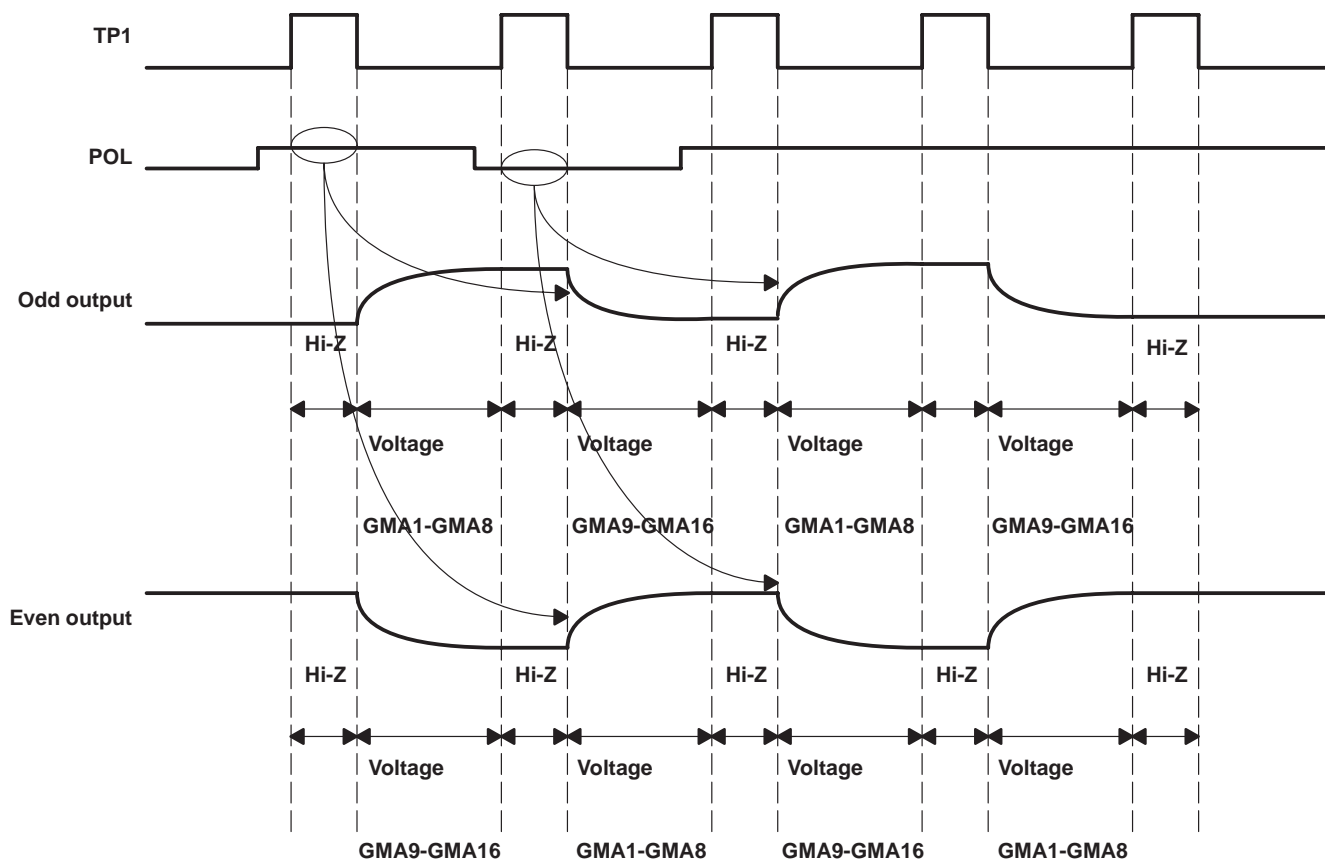 TP1
POL
Odd output
Hi-Z Hi-Z Hi-Z Hi-Z
Voltage Voltage Voltage Voltage
GMA1-GMA8 GMA9-GMA16 GMA1-GMA8 GMA9-GMA16
Even output
Hi-Z Hi-Z Hi-Z Hi-Z Hi-Z
Voltage Voltage Voltage Voltage
GMA9-GMA16 GMA1-GMA8 GMA9-GMA16 GMA1-GMA8